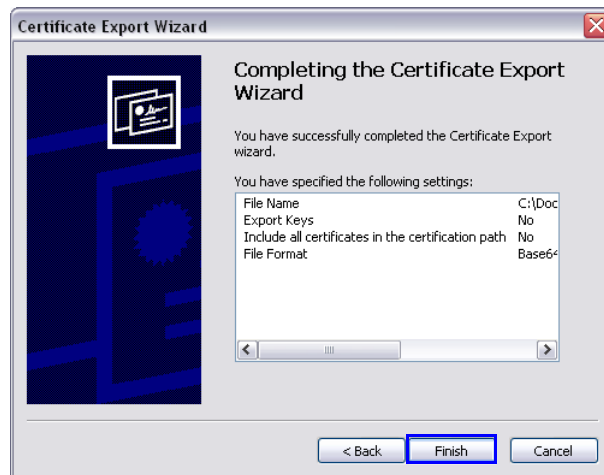 Certificate Export Wizard
Completing the Certificate Export
Wizard
You have successfully completed the Certificate Export
wizard.
You have specified the following settings:
File Name C:\Doc
Export Keys No
Include all certificates in the certification path No
File Format Base64
< Back Finish Cancel